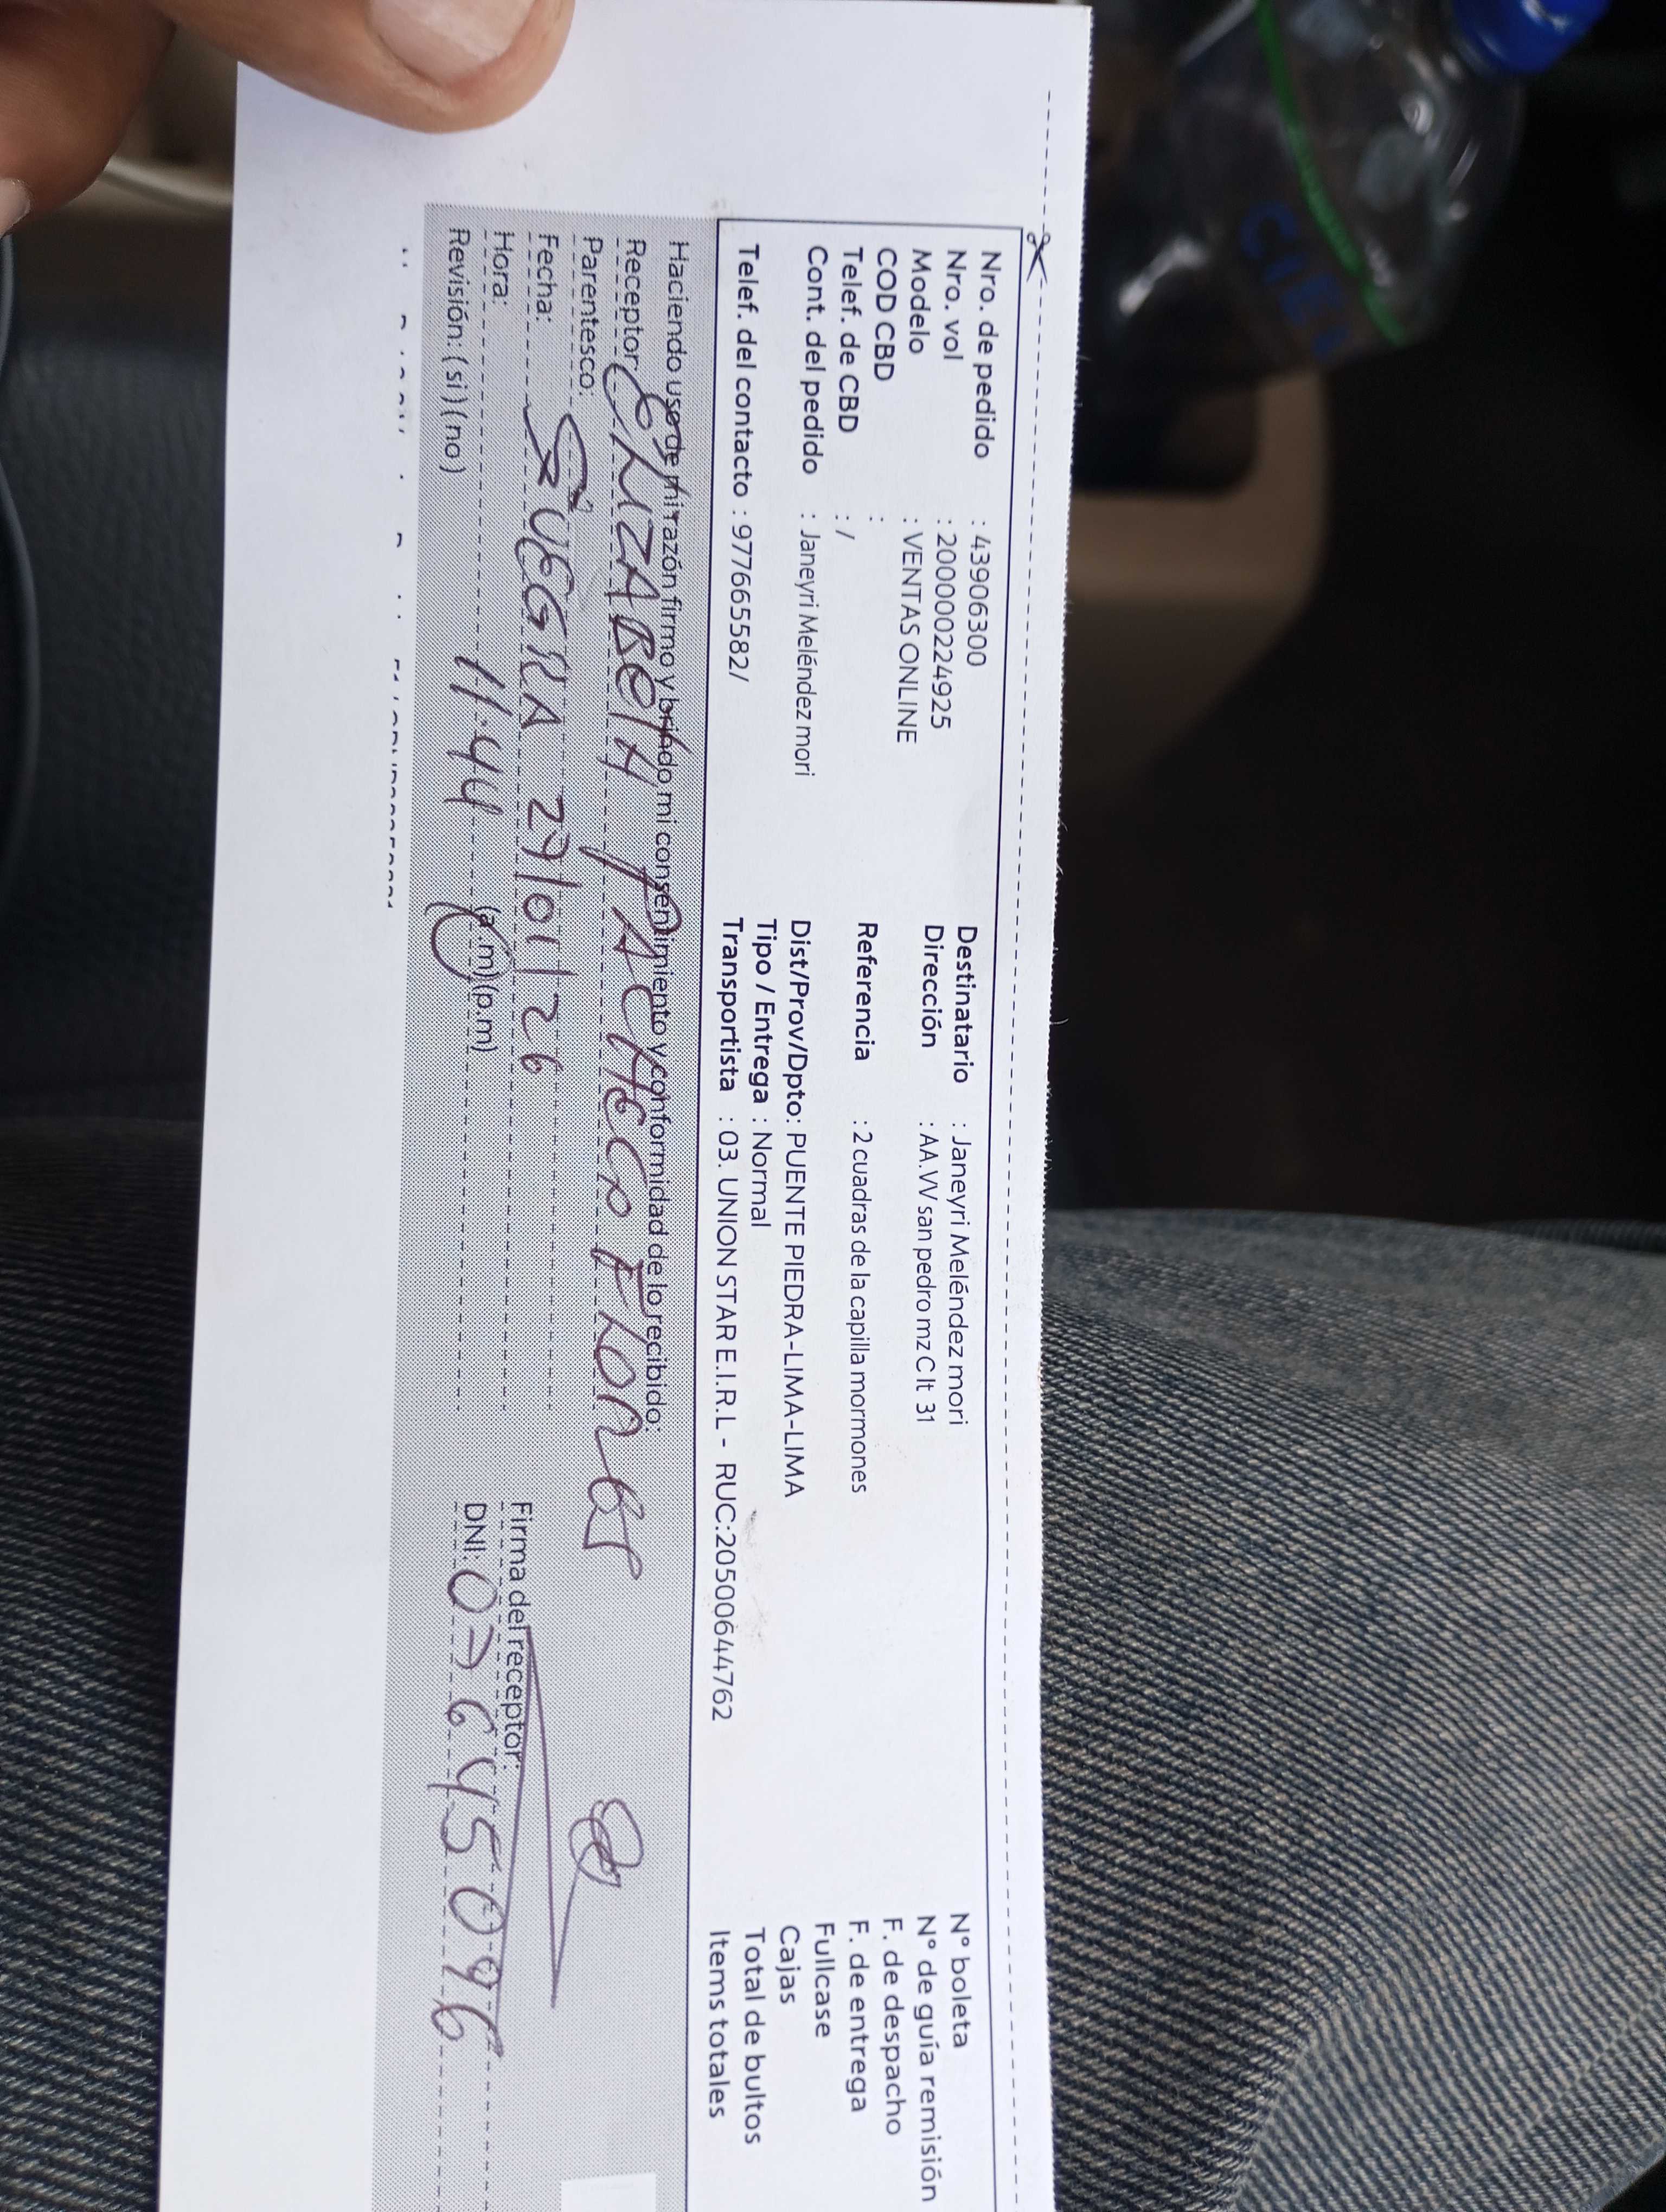 Nro. de pedido : 43906300
Nro. vol : 2000000224925
Modelo : VENTAS ONLINE
COD CBD :
Telef. de CBD : /
Cont. del pedido : Janeyri Meléndez mori
Telef. del contacto : 977665582/
Destinatario : Janeyri Meléndez mori
Dirección : AA.VV san pedro mz C lt 31
Referencia : 2 cuadras de la capilla mormones
Dist/Prov/Dpto: PUENTE PIEDRA-LIMA-LIMA
Tipo / Entrega : Normal
Transportista : 03. UNION STAR E.I.R.L - RUC:20500644762
N° boleta
N° de guía remisión
F. de despacho
F. de entrega
Fullcase
Cajas
Total de bultos
Items totales
Haciendo uso de mi razón firmo y brindo mi consentimiento y conformidad de lo recibido:
Receptor: ELIZABETH PACHECO FLORES
Parentesco: SUEGRA
Fecha: 27/01/26
Hora: 11:44 (a.m)(p.m)
Revisión: (si) (no)
Firma del receptor:
DNI: 07645096
CIEL